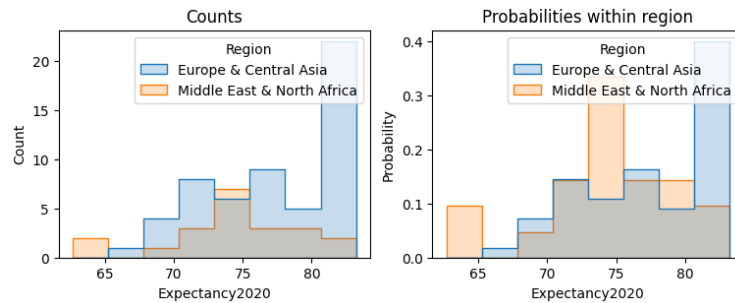 Counts
Region
Europe & Central Asia
Middle East & North Africa
Count
20
15
10
5
0
65 70 75 80
Expectancy2020
Probabilities within region
Region
Europe & Central Asia
Middle East & North Africa
Probability
0.4
0.3
0.2
0.1
0.0
65 70 75 80
Expectancy2020